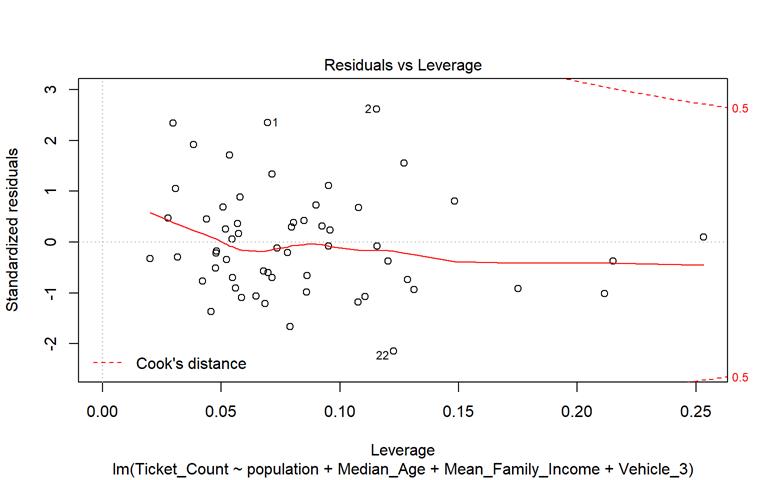 Residuals vs Leverage
Standardized residuals
3
2
1
0
-1
-2
1
2
22
0.5
0.5
Cook's distance
0.00 0.05 0.10 0.15 0.20 0.25
Leverage
lm(Ticket_Count ~ population + Median_Age + Mean_Family_Income + Vehicle_3)